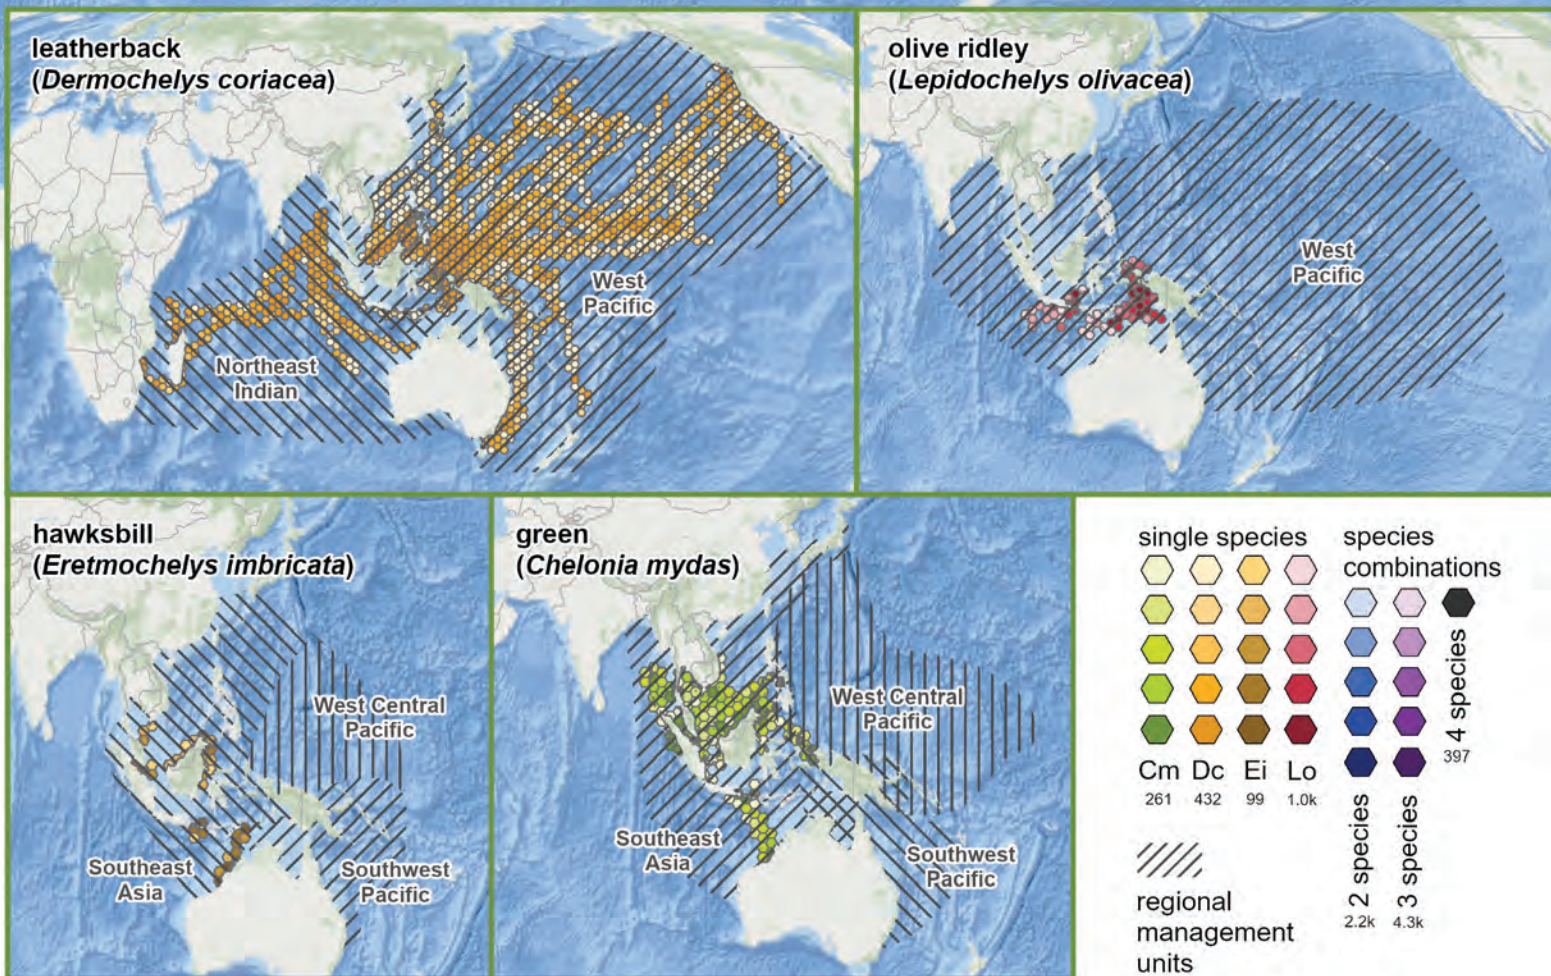 leatherback
(Dermochelys coriacea)
West
Pacific
Northeast
Indian
olive ridley
(Lepidochelys olivacea)
West
Pacific
hawksbill
(Eretmochelys imbricata)
West Central
Pacific
Southeast
Asia
Southwest
Pacific
green
(Chelonia mydas)
West Central
Pacific
Southeast
Asia
Southwest
Pacific
single species
Cm Dc Ei Lo
261 432 99 1.0k
species
combinations
2 species
2.2k
3 species
4.3k
4 species
397
regional
management
units